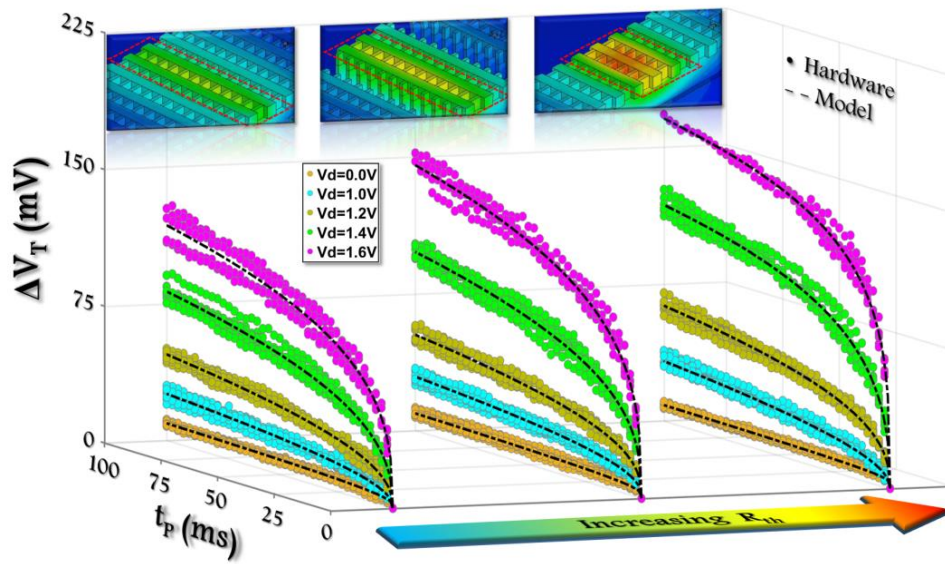 225
150
75
0
ΔV_T (mV)
100
75
50
25
0
t_P (ms)
• Hardware
-- Model
Vd=0.0V
Vd=1.0V
Vd=1.2V
Vd=1.4V
Vd=1.6V
Increasing R_th